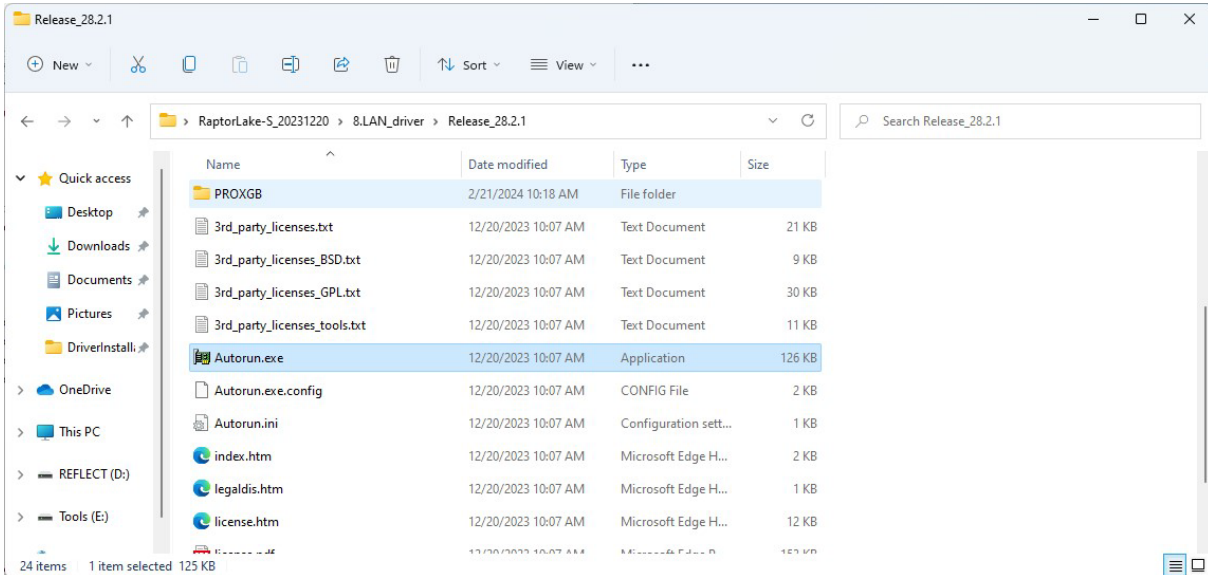 Release_28.2.1
New Sort View ...
RaptorLake-S_20231220 > 8.LAN_driver > Release_28.2.1 Search Release_28.2.1
Name Date modified Type Size
Quick access
Desktop
Downloads
Documents
Pictures
DriverInstall
OneDrive
This PC
REFLECT (D:)
Tools (E:)
PROXGB 2/21/2024 10:18 AM File folder
3rd_party_licenses.txt 12/20/2023 10:07 AM Text Document 21 KB
3rd_party_licenses_BSD.txt 12/20/2023 10:07 AM Text Document 9 KB
3rd_party_licenses_GPL.txt 12/20/2023 10:07 AM Text Document 30 KB
3rd_party_licenses_tools.txt 12/20/2023 10:07 AM Text Document 11 KB
Autorun.exe 12/20/2023 10:07 AM Application 126 KB
Autorun.exe.config 12/20/2023 10:07 AM CONFIG File 2 KB
Autorun.ini 12/20/2023 10:07 AM Configuration sett... 1 KB
index.htm 12/20/2023 10:07 AM Microsoft Edge H... 2 KB
legaldis.htm 12/20/2023 10:07 AM Microsoft Edge H... 1 KB
license.htm 12/20/2023 10:07 AM Microsoft Edge H... 12 KB
24 items 1 item selected 125 KB